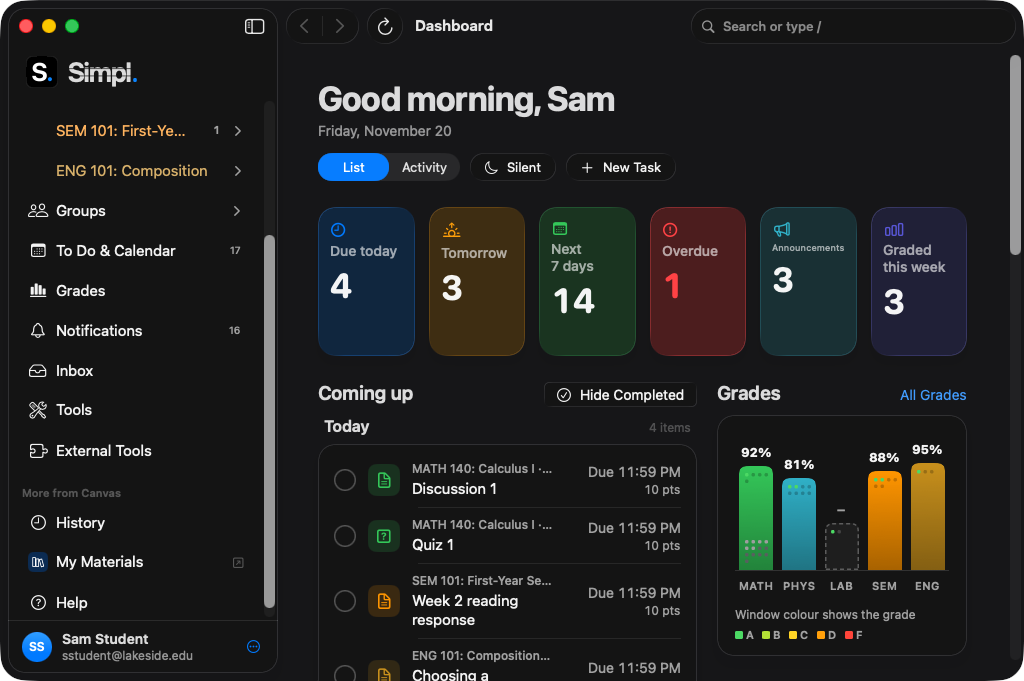 Dashboard
Search or type /
S. Simpl.
SEM 101: First-Ye... 1
ENG 101: Composition
Groups
To Do & Calendar 17
Grades
Notifications 16
Inbox
Tools
External Tools
More from Canvas
History
My Materials
Help
SS
Sam Student
sstudent@lakeside.edu
Good morning, Sam
Friday, November 20
List Activity Silent New Task
Due today
4
Tomorrow
3
Next
7 days
14
Overdue
1
Announcements
3
Graded
this week
3
Coming up
Hide Completed
Today 4 items
MATH 140: Calculus I ·...
Discussion 1
Due 11:59 PM
10 pts
MATH 140: Calculus I ·...
Quiz 1
Due 11:59 PM
10 pts
SEM 101: First-Year Se...
Week 2 reading
response
Due 11:59 PM
10 pts
ENG 101: Composition...
Choosing a
Due 11:59 PM
Grades All Grades
92% 81% – 88% 95%
MATH PHYS LAB SEM ENG
Window colour shows the grade
A B C D F